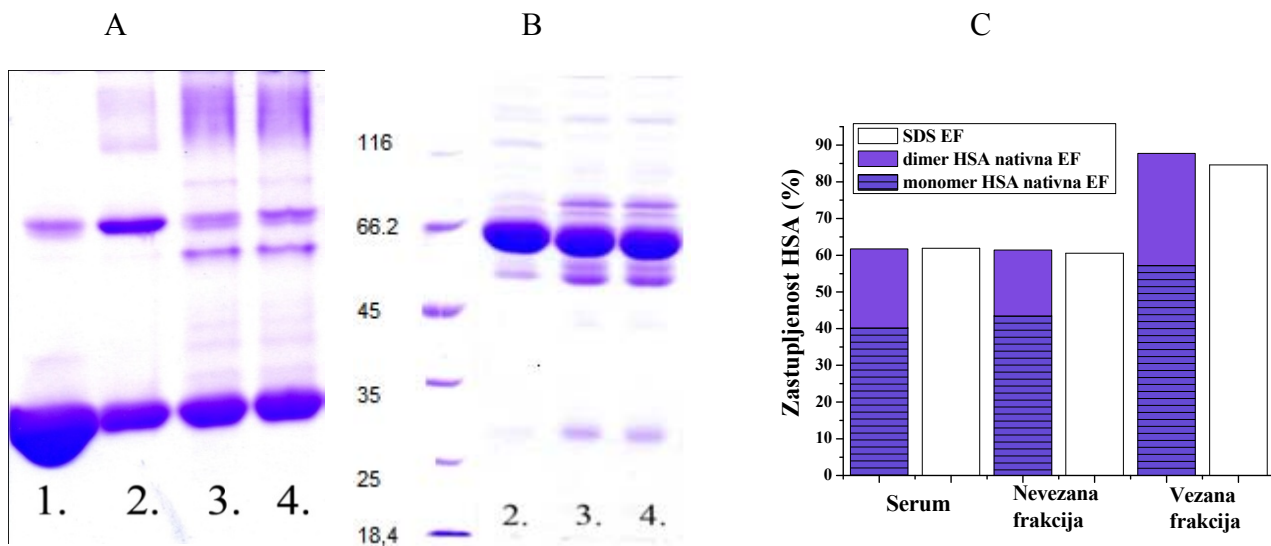 A
B
C
1.
2.
3.
4.
116
66.2
45
35
25
18,4
2.
3.
4.
SDS EF
dimer HSA nativna EF
monomer HSA nativna EF
Zastupljenost HSA (%)
90
80
70
60
50
40
30
20
10
0
Serum
Nevezana
frakcija
Vezana
frakcija